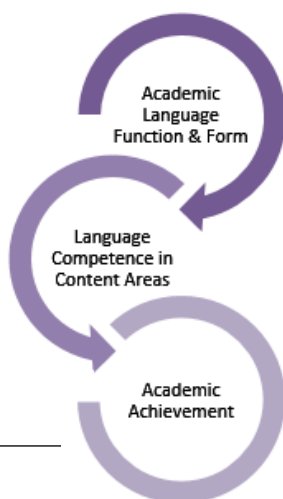 Academic
Language
Function & Form
Language
Competence in
Content Areas
Academic
Achievement